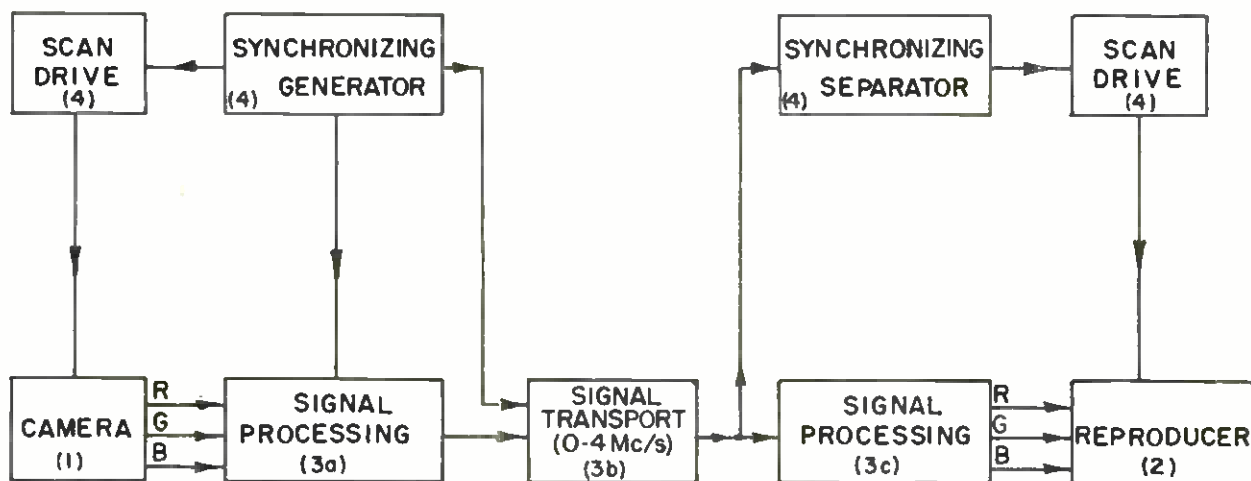 SCAN
DRIVE
(4)
SYNCHRONIZING
GENERATOR
(4)
SYNCHRONIZING
SEPARATOR
(4)
SCAN
DRIVE
(4)
CAMERA
(1)
R
G
B
SIGNAL
PROCESSING
(3a)
SIGNAL
TRANSPORT
(0-4 Mc/s)
(3b)
SIGNAL
PROCESSING
(3c)
R
G
B
REPRODUCER
(2)